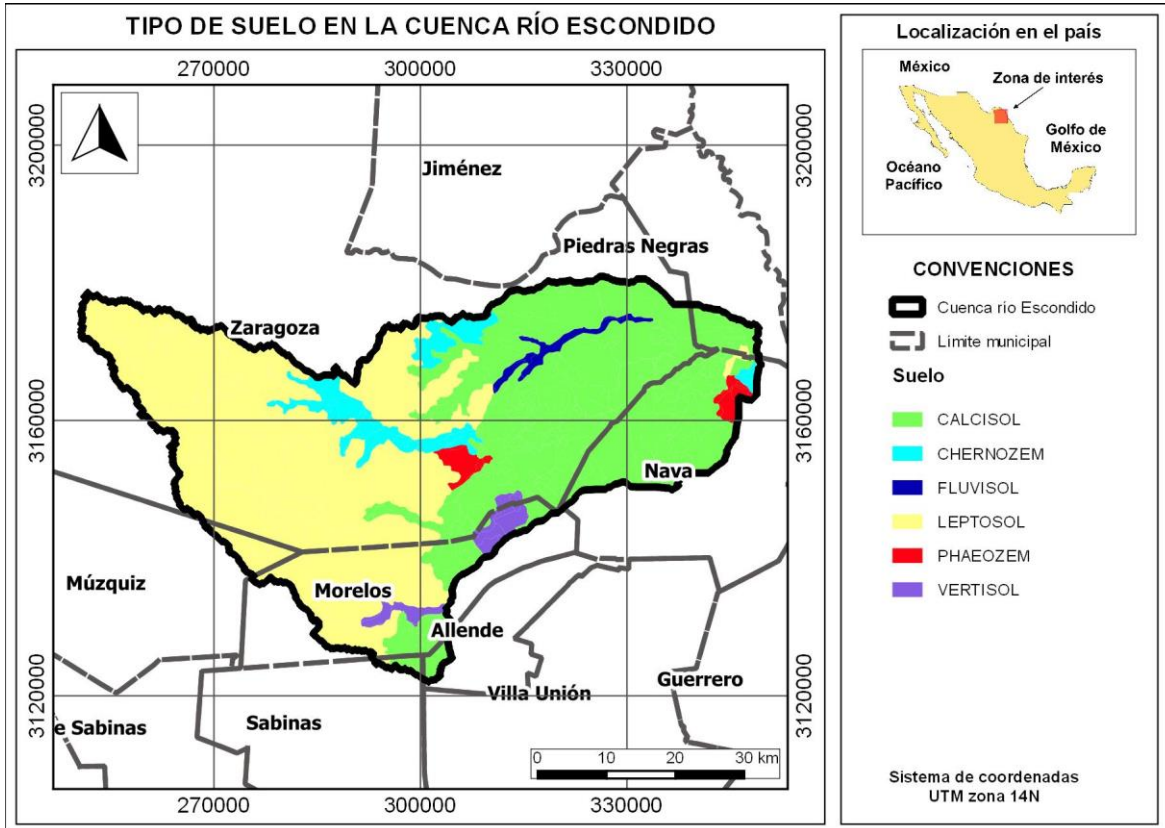 TIPO DE SUELO EN LA CUENCA RÍO ESCONDIDO
270000 300000 330000
3200000 3200000
Jiménez
Piedras Negras
Zaragoza
3160000 3160000
Nava
Múzquiz
Morelos
Allende
Villa Unión
Guerrero
3120000 3120000
e Sabinas
Sabinas
0 10 20 30 km
270000 300000 330000
Localización en el país
México
Zona de interés
Golfo de
México
Océano
Pacífico
CONVENCIONES
Cuenca río Escondido
Limite municipal
Suelo
CALCISOL
CHERNOZEM
FLUVISOL
LEPTOSOL
PHAEOZEM
VERTISOL
Sistema de coordenadas
UTM zona 14N